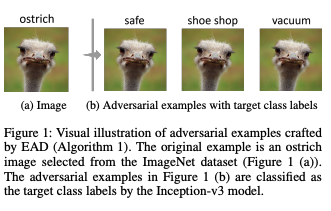 ostrich safe shoe shop vacuum
(a) Image (b) Adversarial examples with target class labels
Figure 1: Visual illustration of adversarial examples crafted
by EAD (Algorithm 1). The original example is an ostrich
image selected from the ImageNet dataset (Figure 1 (a)).
The adversarial examples in Figure 1 (b) are classified as
the target class labels by the Inception-v3 model.